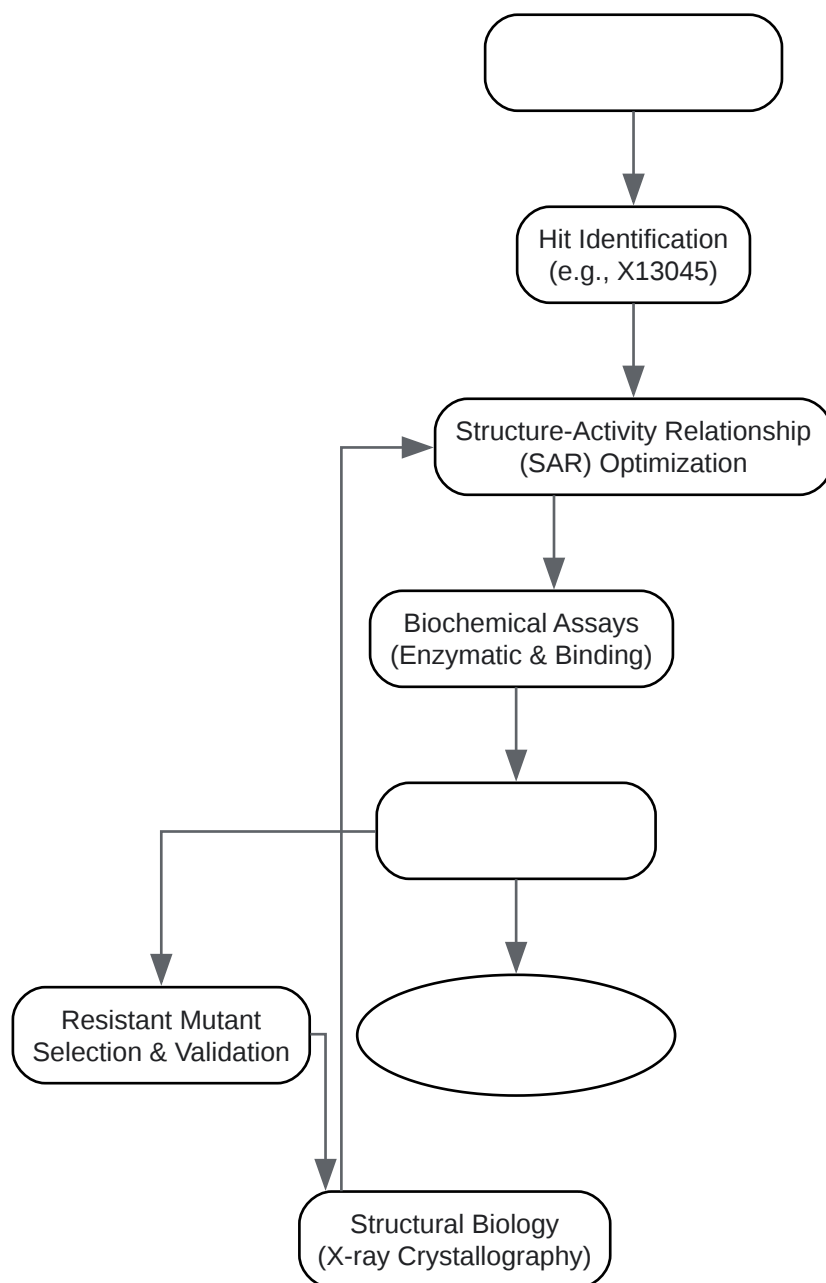 Hit Identification
(e.g., X13045)
Structure-Activity Relationship
(SAR) Optimization
Biochemical Assays
(Enzymatic & Binding)
Resistant Mutant
Selection & Validation
Structural Biology
(X-ray Crystallography)